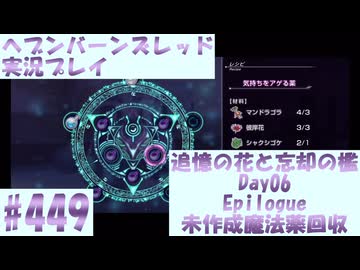 ヘブンバーンズレッド
実況プレイ
レシピ
Recipe
気持ちをアゲる薬
【材料】
マンドラゴラ 4/3
彼岸花 3/3
シャクシゲケ 2/1
追憶の花と忘却の檻
Day06
Epilogue
未作成魔法薬回収
#449